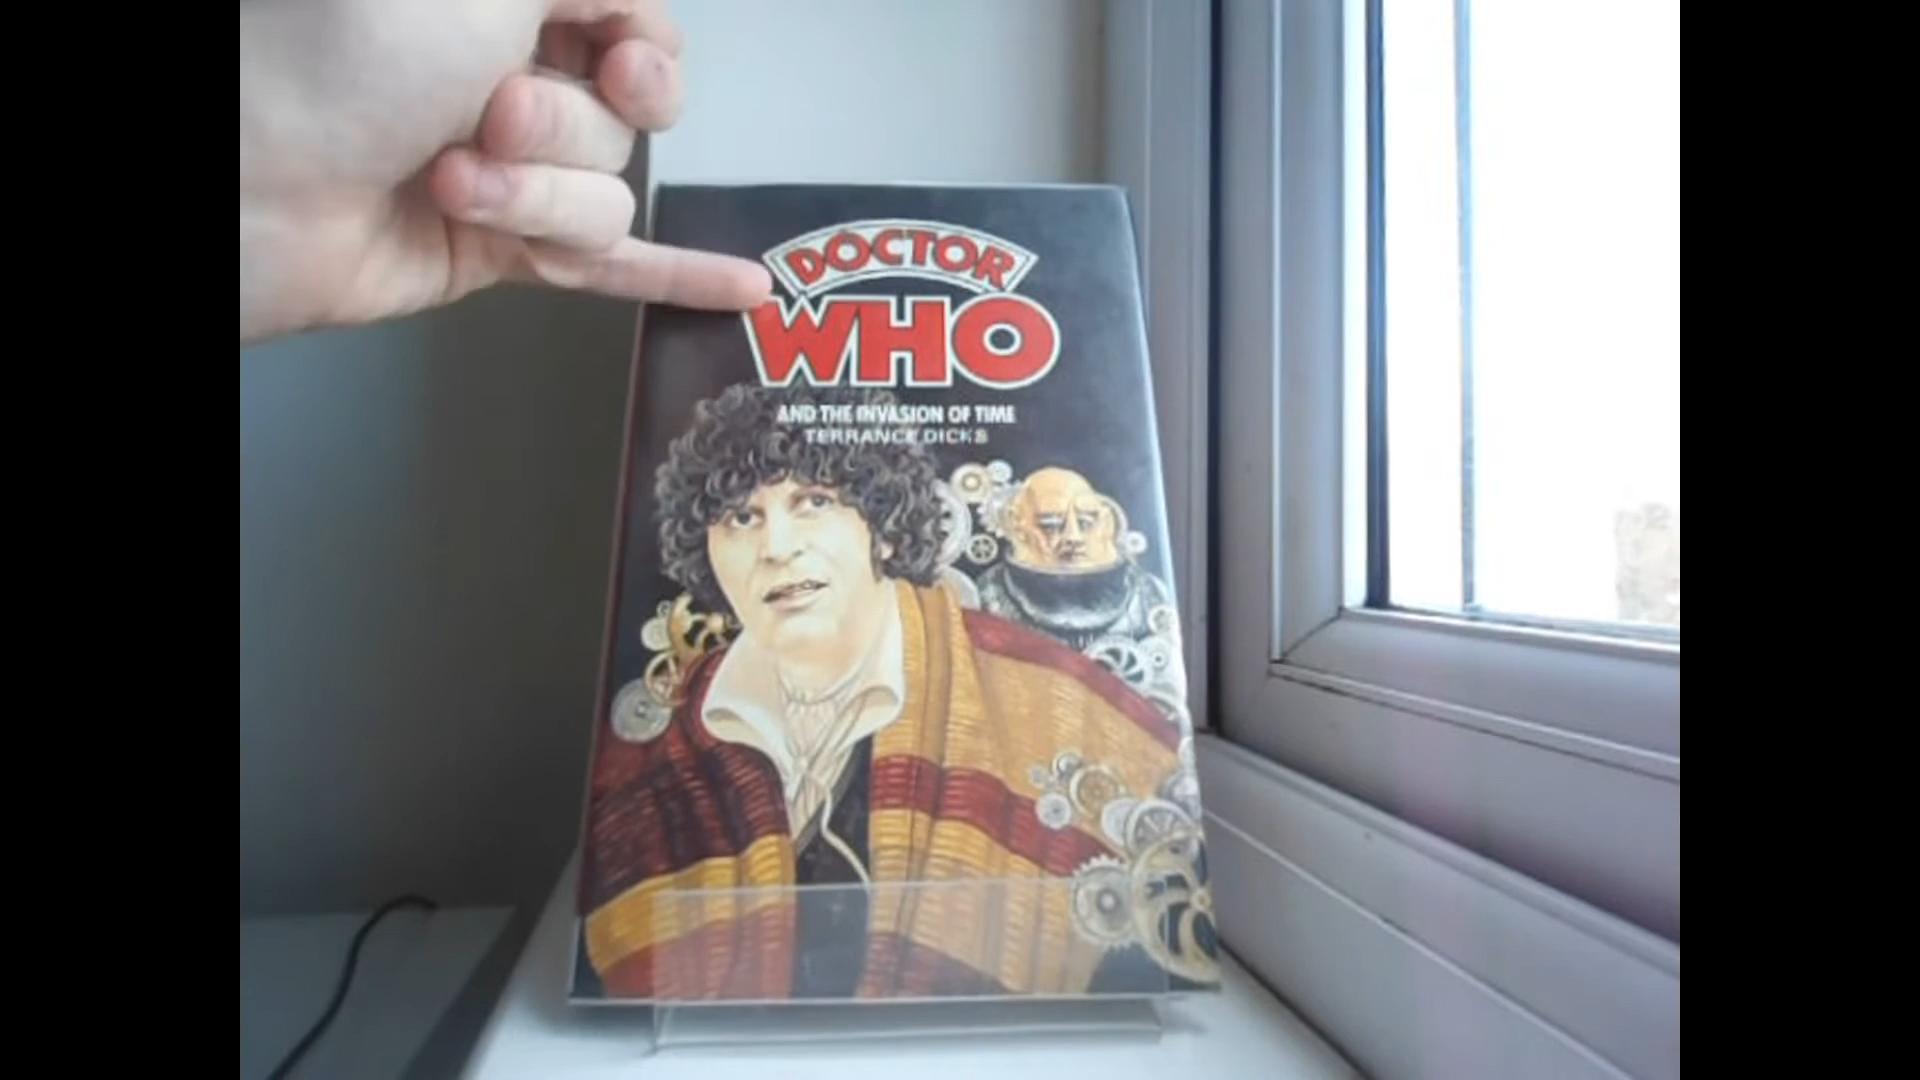 DOCTOR
WHO
AND THE INVASION OF TIME
TERRANCE DICKS